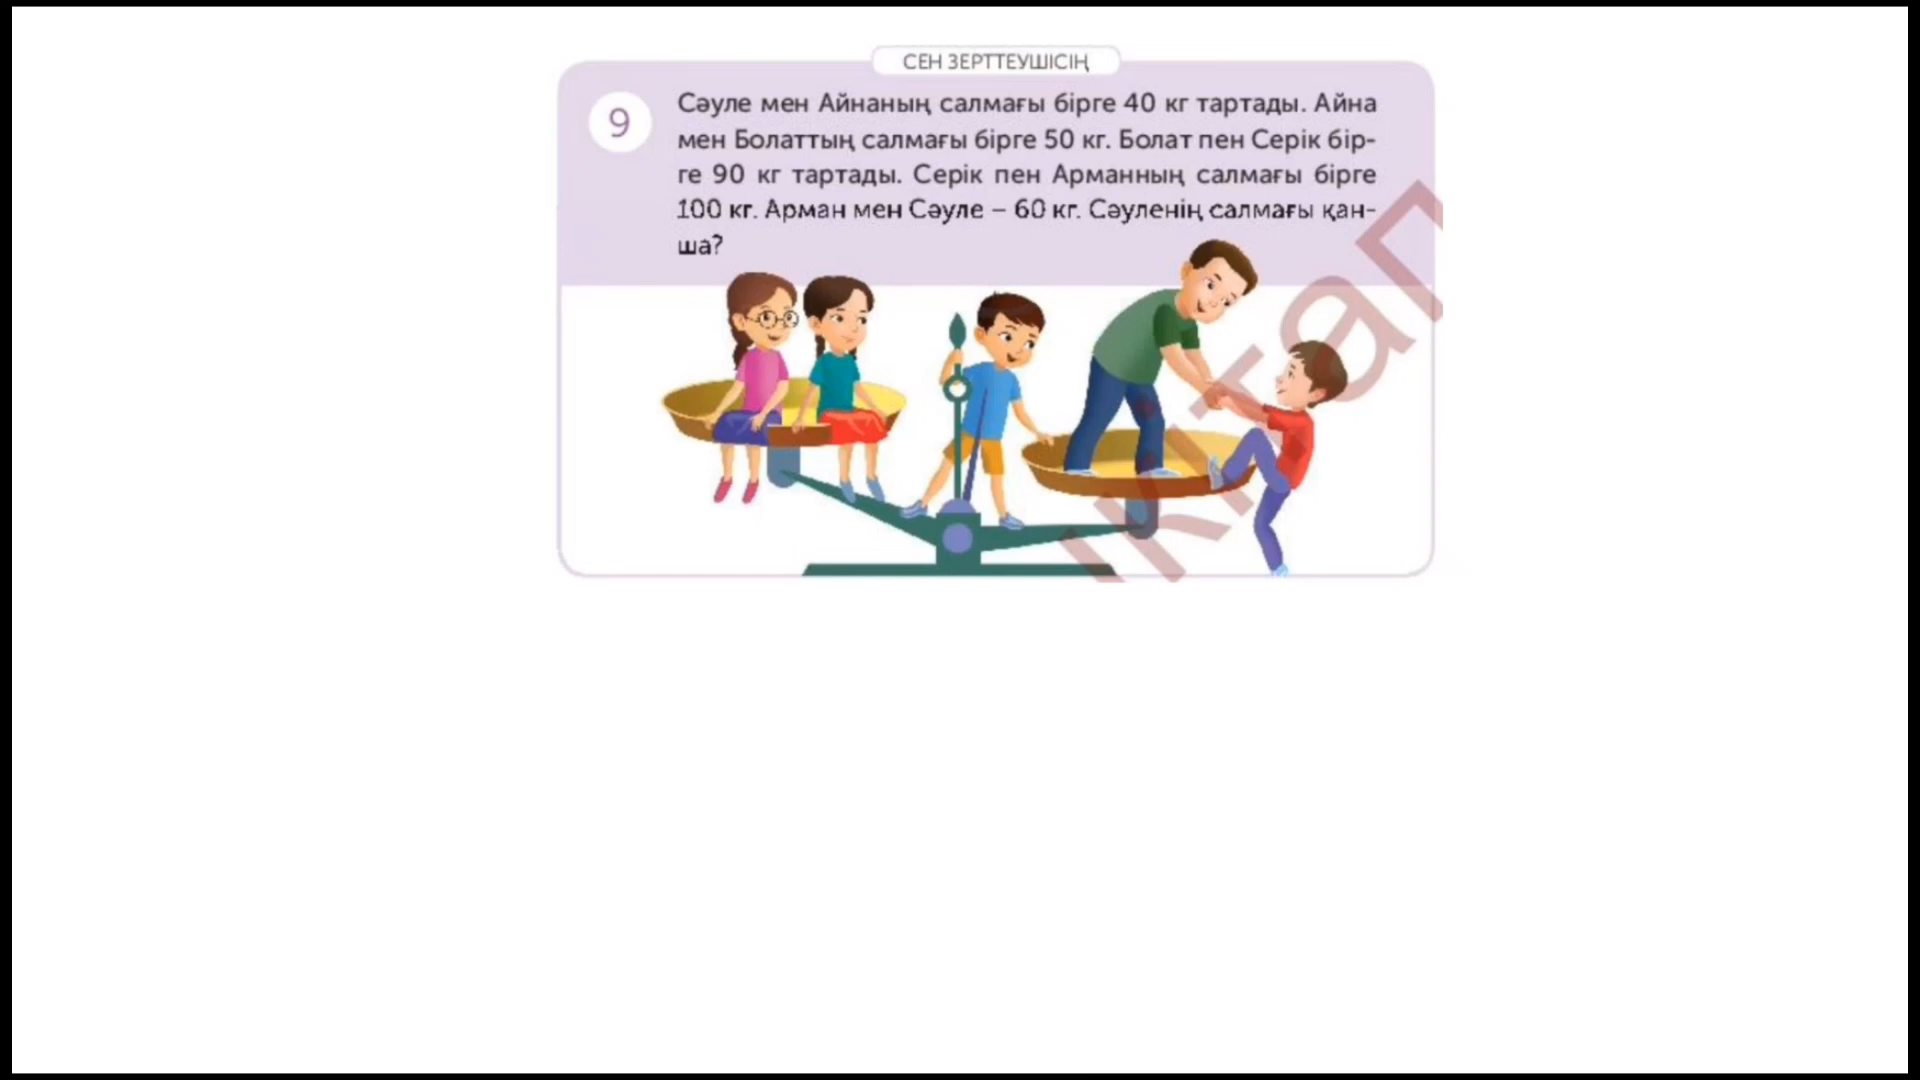 СЕН ЗЕРТТЕУШІСІҢ
9
Сәуле мен Айнаның салмағы бірге 40 кг тартады. Айна
мен Болаттың салмағы бірге 50 кг. Болат пен Серік бір-
ге 90 кг тартады. Серік пен Арманның салмағы бірге
100 кг. Арман мен Сәуле – 60 кг. Сәуленің салмағы қан-
ша?